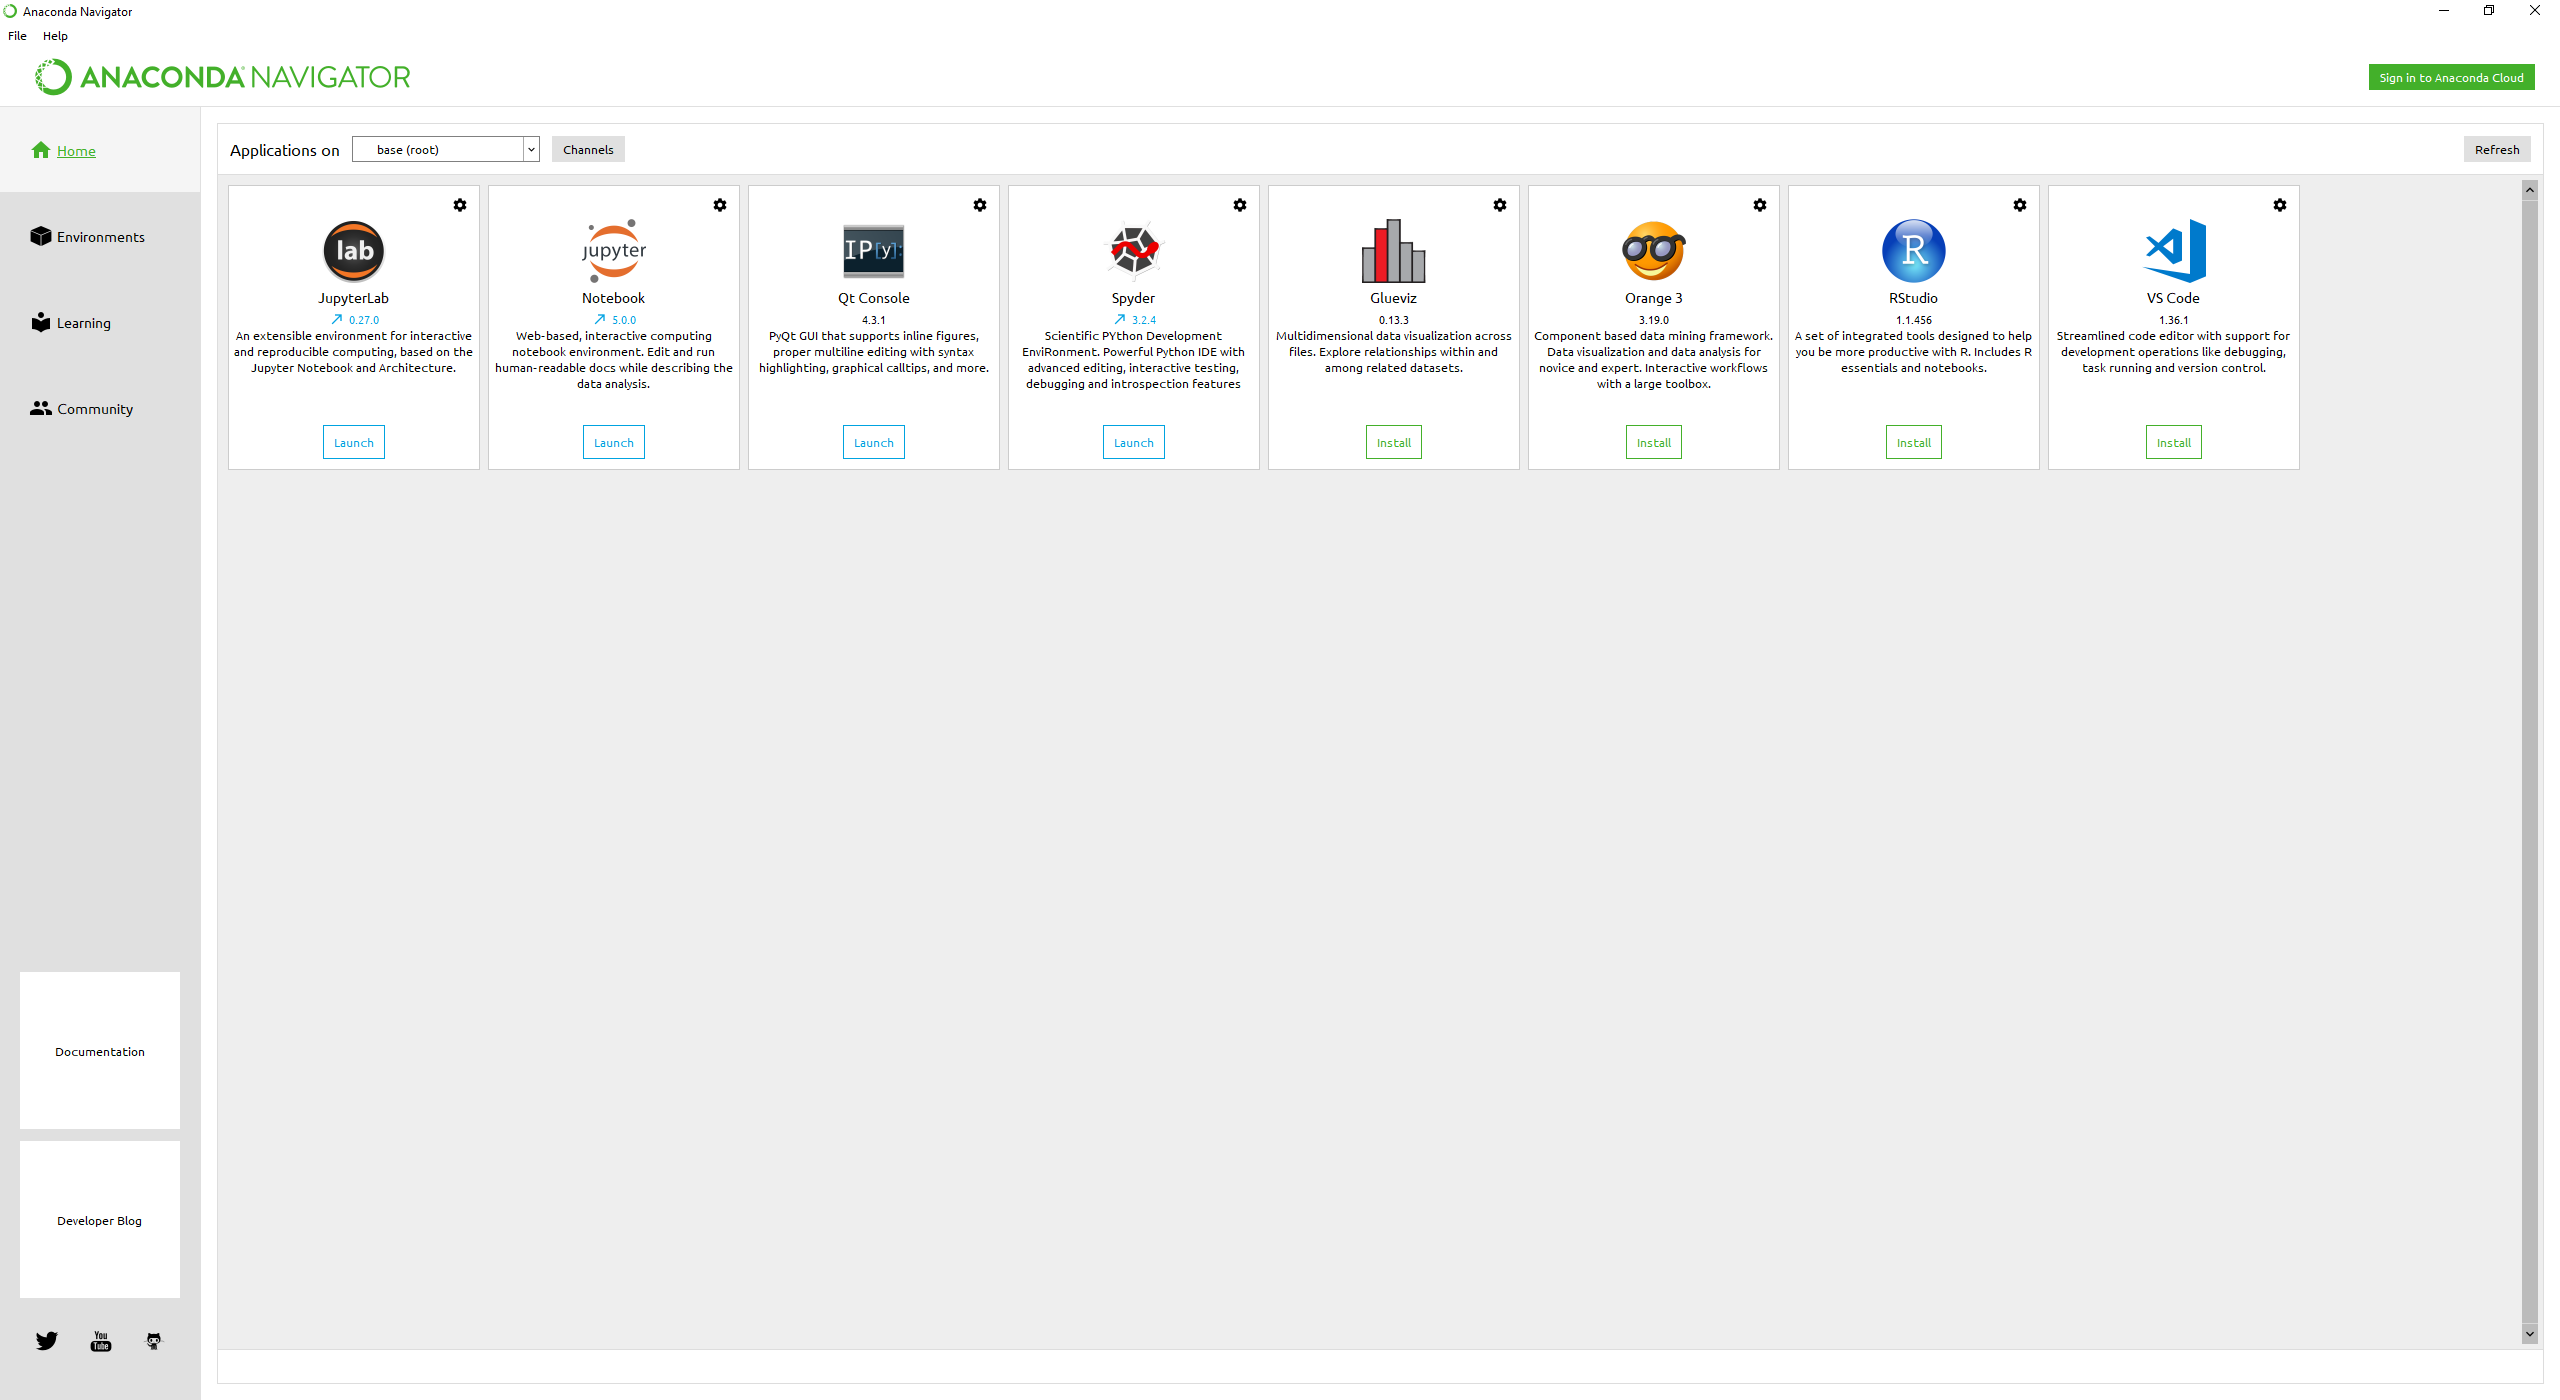 Anaconda Navigator
File Help
ANACONDA NAVIGATOR
Sign in to Anaconda Cloud
Home
Environments
Learning
Community
Documentation
Developer Blog
You
Tube
Applications on base (root) Channels Refresh
lab
JupyterLab
0.27.0
An extensible environment for interactive
and reproducible computing, based on the
Jupyter Notebook and Architecture.
Launch
jupyter
Notebook
5.0.0
Web-based, interactive computing
notebook environment. Edit and run
human-readable docs while describing the
data analysis.
Launch
IP[y]:
Qt Console
4.3.1
PyQt GUI that supports inline figures,
proper multiline editing with syntax
highlighting, graphical calltips, and more.
Launch
Spyder
3.2.4
Scientific PYthon Development
EnviRonment. Powerful Python IDE with
advanced editing, interactive testing,
debugging and introspection features
Launch
Glueviz
0.13.3
Multidimensional data visualization across
files. Explore relationships within and
among related datasets.
Install
Orange 3
3.19.0
Component based data mining framework.
Data visualization and data analysis for
novice and expert. Interactive workflows
with a large toolbox.
Install
R
RStudio
1.1.456
A set of integrated tools designed to help
you be more productive with R. Includes R
essentials and notebooks.
Install
VS Code
1.36.1
Streamlined code editor with support for
development operations like debugging,
task running and version control.
Install